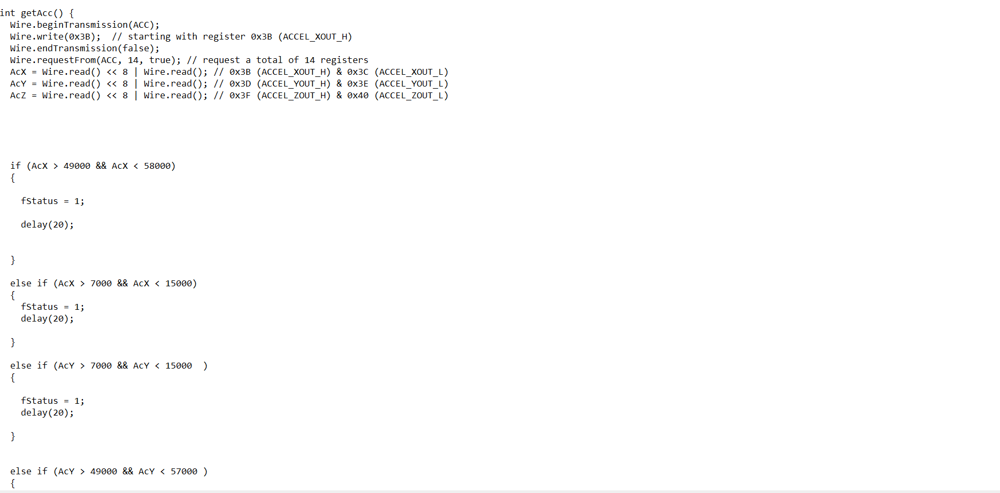 int getAcc() {
  Wire.beginTransmission(ACC);
  Wire.write(0x3B);  // starting with register 0x3B (ACCEL_XOUT_H)
  Wire.endTransmission(false);
  Wire.requestFrom(ACC, 14, true); // request a total of 14 registers
  AcX = Wire.read() << 8 | Wire.read(); // 0x3B (ACCEL_XOUT_H) & 0x3C (ACCEL_XOUT_L)
  AcY = Wire.read() << 8 | Wire.read(); // 0x3D (ACCEL_YOUT_H) & 0x3E (ACCEL_YOUT_L)
  AcZ = Wire.read() << 8 | Wire.read(); // 0x3F (ACCEL_ZOUT_H) & 0x40 (ACCEL_ZOUT_L)
  if (AcX > 49000 && AcX < 58000)
  {
    fStatus = 1;
    delay(20);
  }
  else if (AcX > 7000 && AcX < 15000)
  {
    fStatus = 1;
    delay(20);
  }
  else if (AcY > 7000 && AcY < 15000  )
  {
    fStatus = 1;
    delay(20);
  }
  else if (AcY > 49000 && AcY < 57000 )
  {